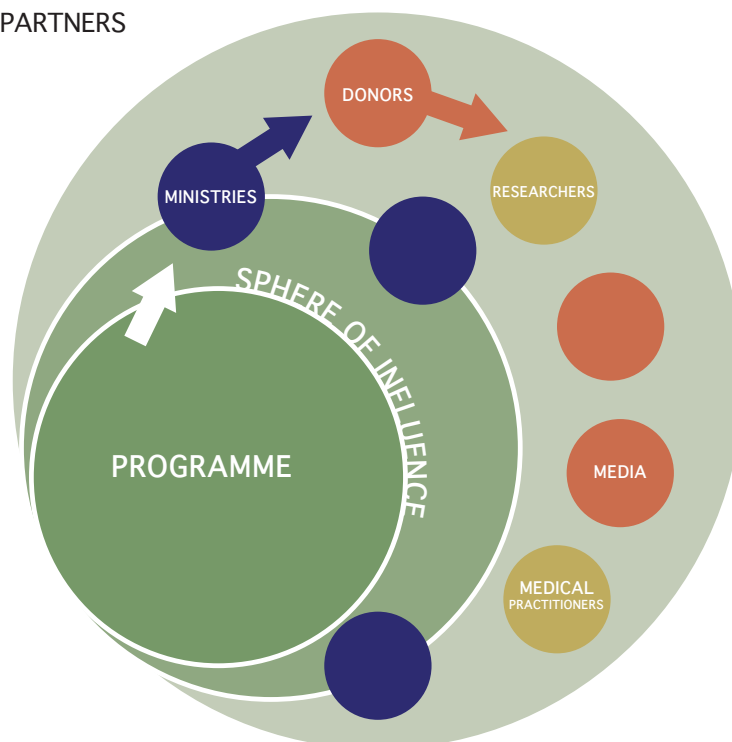 PARTNERS
DONORS
MINISTRIES
RESEARCHERS
SPHERE OF INFLUENCE
PROGRAMME
MEDIA
MEDICAL
PRACTITIONERS